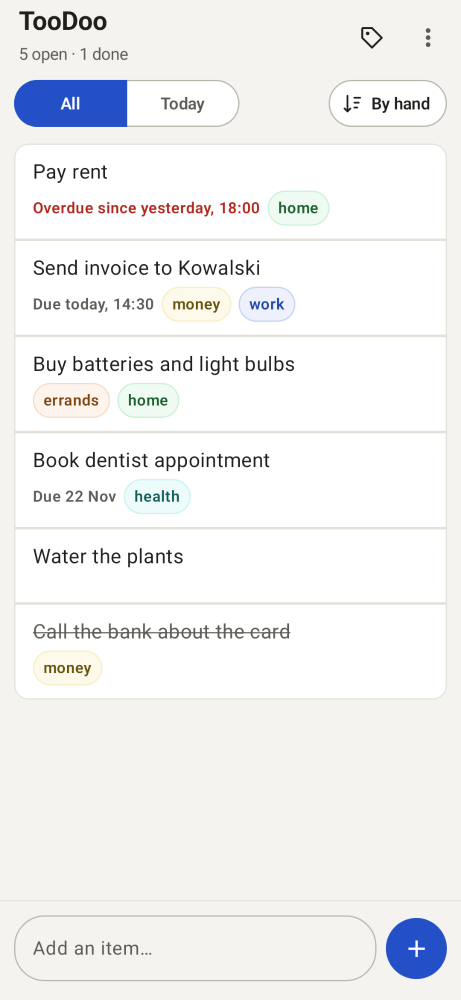 TooDoo
5 open · 1 done
All Today By hand
Pay rent
Overdue since yesterday, 18:00 home
Send invoice to Kowalski
Due today, 14:30 money work
Buy batteries and light bulbs
errands home
Book dentist appointment
Due 22 Nov health
Water the plants
Call the bank about the card
money
Add an item…